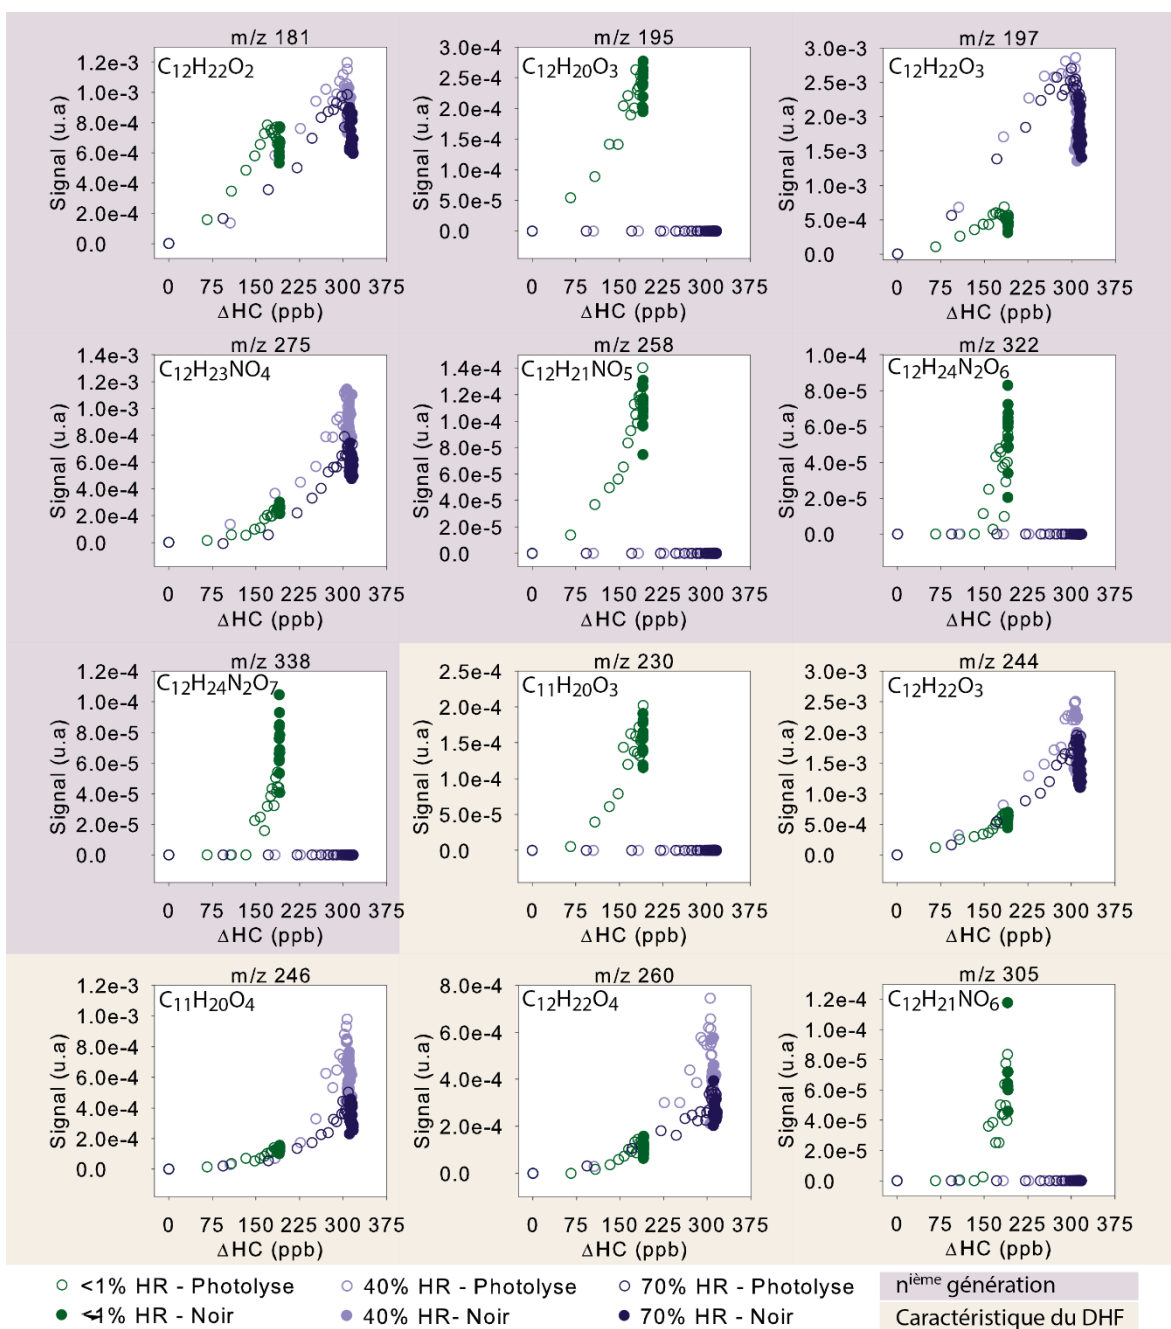 m/z 181 m/z 195 m/z 197
C12H22O2 C12H20O3 C12H22O3
Signal (u.a) Signal (u.a) Signal (u.a)
1.2e-3 3.0e-4 3.0e-3
1.0e-3 2.5e-4 2.5e-3
8.0e-4 2.0e-4 2.0e-3
6.0e-4 1.5e-4 1.5e-3
4.0e-4 1.0e-4 1.0e-3
2.0e-4 5.0e-5 5.0e-4
0.0 0.0 0.0
0 75 150 225 300 375 0 75 150 225 300 375 0 75 150 225 300 375
ΔHC (ppb) ΔHC (ppb) ΔHC (ppb)
m/z 275 m/z 258 m/z 322
C12H23NO4 C12H21NO5 C12H24N2O6
Signal (u.a) Signal (u.a) Signal (u.a)
1.4e-3 1.4e-4 1.0e-4
1.2e-3 1.2e-4 8.0e-5
1.0e-3 1.0e-4 6.0e-5
8.0e-4 8.0e-5 4.0e-5
6.0e-4 6.0e-5 2.0e-5
4.0e-4 4.0e-5 0.0
2.0e-4 2.0e-5
0.0 0.0
0 75 150 225 300 375 0 75 150 225 300 375 0 75 150 225 300 375
ΔHC (ppb) ΔHC (ppb) ΔHC (ppb)
m/z 338 m/z 230 m/z 244
C12H24N2O7 C11H20O3 C12H22O3
Signal (u.a) Signal (u.a) Signal (u.a)
1.2e-4 2.5e-4 3.0e-3
1.0e-4 2.0e-4 2.5e-3
8.0e-5 1.5e-4 2.0e-3
6.0e-5 1.0e-4 1.5e-3
4.0e-5 5.0e-5 1.0e-3
2.0e-5 0.0 5.0e-4
0.0 0.0
0 75 150 225 300 375 0 75 150 225 300 375 0 75 150 225 300 375
ΔHC (ppb) ΔHC (ppb) ΔHC (ppb)
m/z 246 m/z 260 m/z 305
C11H20O4 C12H22O4 C12H21NO6
Signal (u.a) Signal (u.a) Signal (u.a)
1.2e-3 8.0e-4 1.2e-4
1.0e-3 6.0e-4 1.0e-4
8.0e-4 4.0e-4 8.0e-5
6.0e-4 2.0e-4 6.0e-5
4.0e-4 0.0 4.0e-5
2.0e-4 2.0e-5
0.0 0.0
0 75 150 225 300 375 0 75 150 225 300 375 0 75 150 225 300 375
ΔHC (ppb) ΔHC (ppb) ΔHC (ppb)
<1% HR - Photolyse 40% HR - Photolyse 70% HR - Photolyse n^ième génération
<1% HR - Noir 40% HR- Noir 70% HR - Noir Caractéristique du DHF